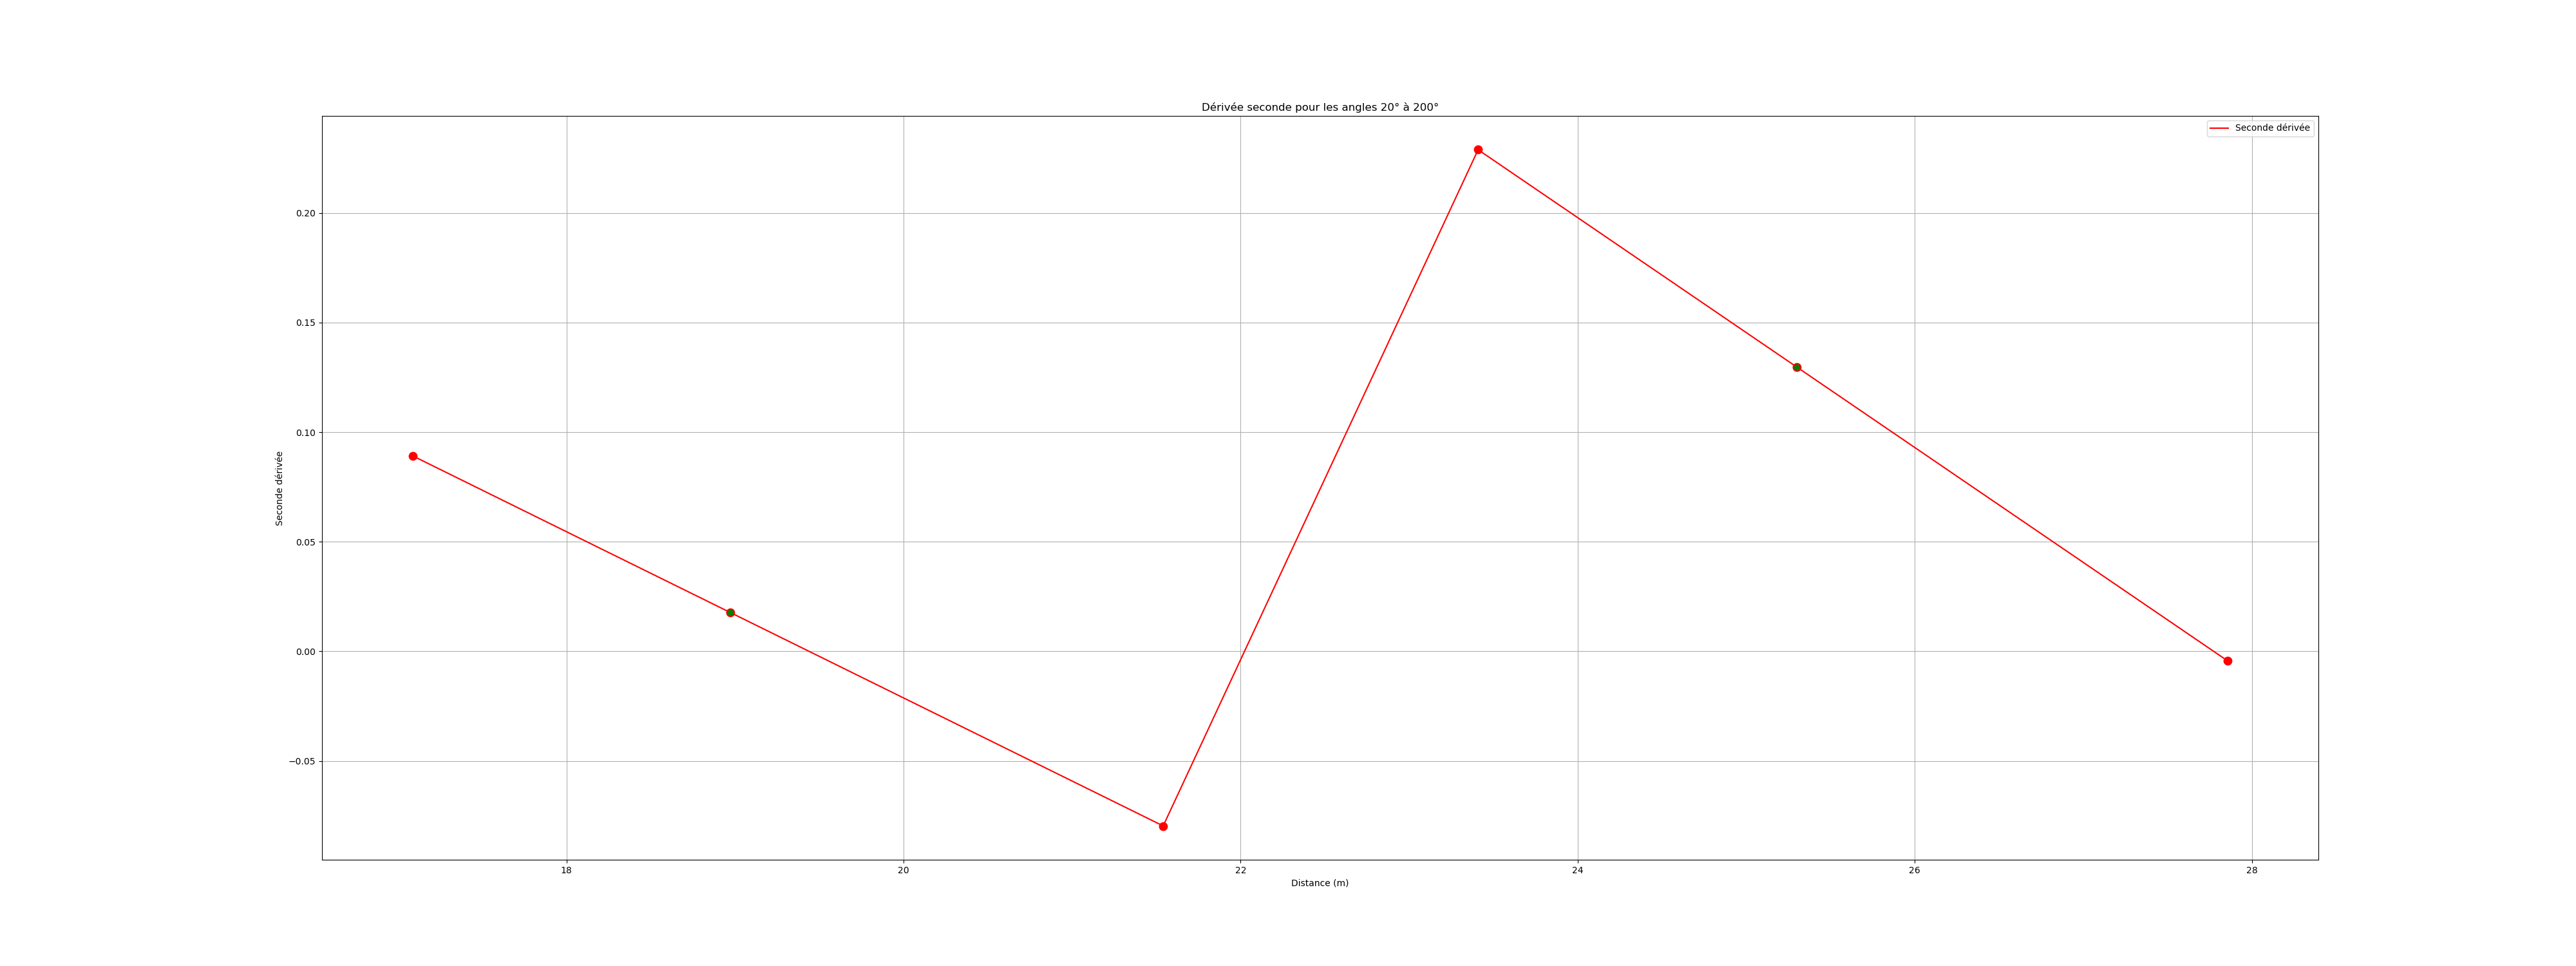 Dérivée seconde pour les angles 20° à 200°
Seconde dérivée
0.20
0.15
0.10
0.05
0.00
−0.05
Seconde dérivée
18 20 22 24 26 28
Distance (m)